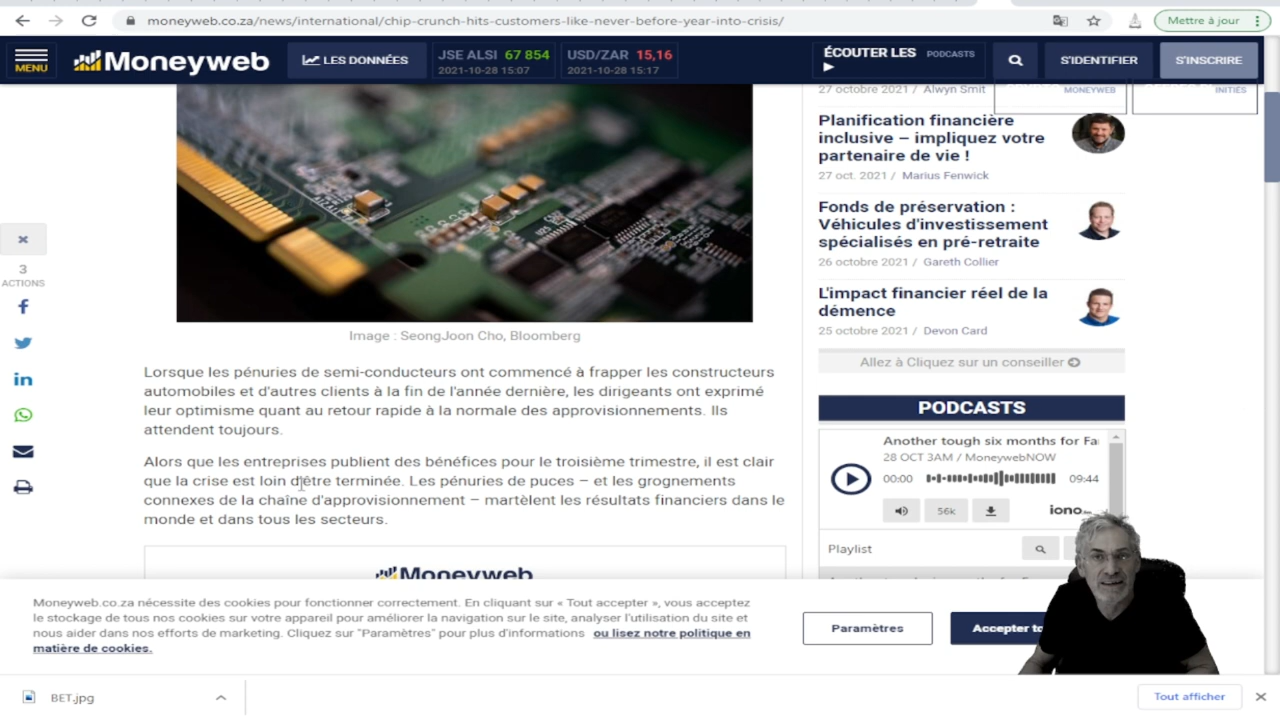 moneyweb.co.za/news/international/chip-crunch-hits-customers-like-never-before-year-into-crisis/
Mettre à jour
MENU
Moneyweb
LES DONNÉES
JSE ALSI 67 854
2021-10-28 15:07
USD/ZAR 15,16
2021-10-28 15:17
ÉCOUTER LES PODCASTS
S'IDENTIFIER
S'INSCRIRE
27 octobre 2021 / Alwyn Smit
MONEYWEB
INITIÉS
Planification financière
inclusive – impliquez votre
partenaire de vie !
27 oct. 2021 / Marius Fenwick
Fonds de préservation :
Véhicules d'investissement
spécialisés en pré-retraite
26 octobre 2021 / Gareth Collier
L'impact financier réel de la
démence
25 octobre 2021 / Devon Card
Allez à Cliquez sur un conseiller
3
ACTIONS
Image : SeongJoon Cho, Bloomberg
Lorsque les pénuries de semi-conducteurs ont commencé à frapper les constructeurs
automobiles et d'autres clients à la fin de l'année dernière, les dirigeants ont exprimé
leur optimisme quant au retour rapide à la normale des approvisionnements. Ils
attendent toujours.
Alors que les entreprises publient des bénéfices pour le troisième trimestre, il est clair
que la crise est loin d'être terminée. Les pénuries de puces – et les grognements
connexes de la chaîne d'approvisionnement – martèlent les résultats financiers dans le
monde et dans tous les secteurs.
Moneyweb
PODCASTS
Another tough six months for Fa
28 OCT 3AM / MoneywebNOW
00:00
09:44
56k
iono
Playlist
Moneyweb.co.za nécessite des cookies pour fonctionner correctement. En cliquant sur « Tout accepter », vous acceptez
le stockage de tous nos cookies sur votre appareil pour améliorer la navigation sur le site, analyser l'utilisation du site et
nous aider dans nos efforts de marketing. Cliquez sur "Paramètres" pour plus d'informations ou lisez notre politique en
matière de cookies.
Paramètres
Accepter to
BET.jpg
Tout afficher